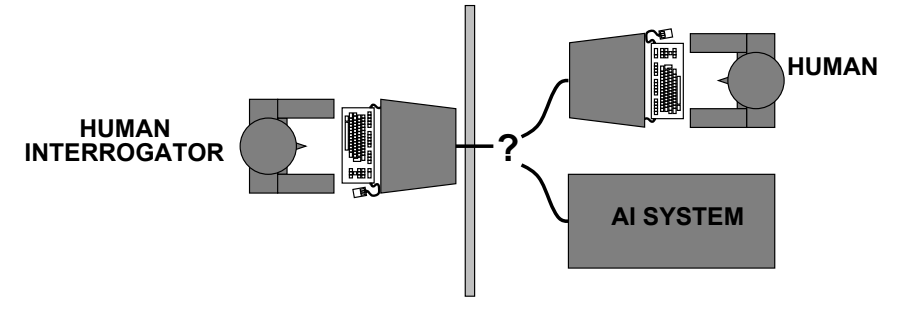 HUMAN
HUMAN
INTERROGATOR
?
AI SYSTEM